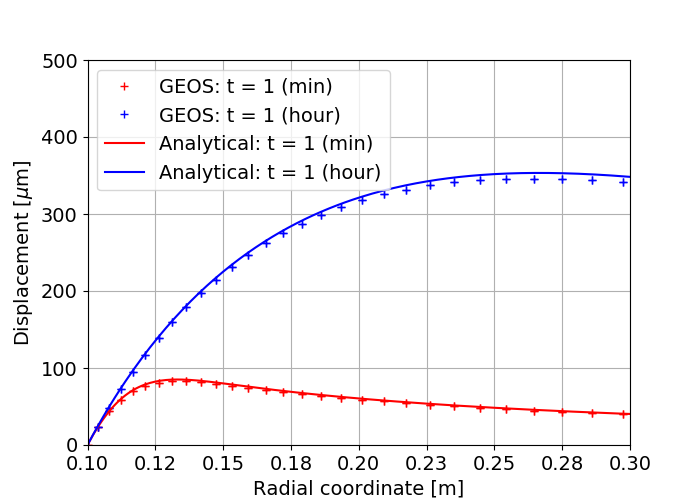 500
400
300
200
100
0
Displacement [μm]
GEOS: t = 1 (min)
GEOS: t = 1 (hour)
Analytical: t = 1 (min)
Analytical: t = 1 (hour)
0.10 0.12 0.15 0.18 0.20 0.23 0.25 0.28 0.30
Radial coordinate [m]